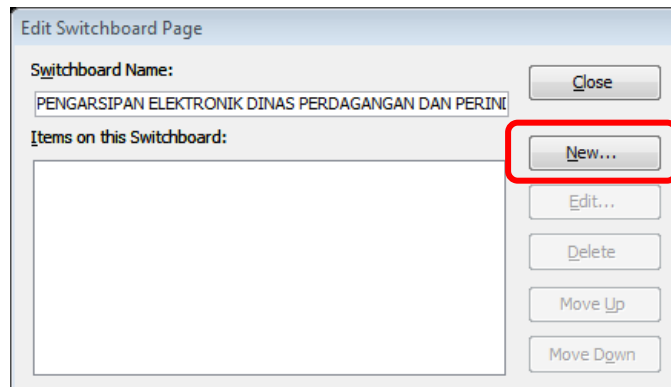 Edit Switchboard Page
Switchboard Name:
Close
PENGARSIPAN ELEKTRONIK DINAS PERDAGANGAN DAN
Items on this Switchboard:
New...
Edit...
Delete
Move Up
Move Down